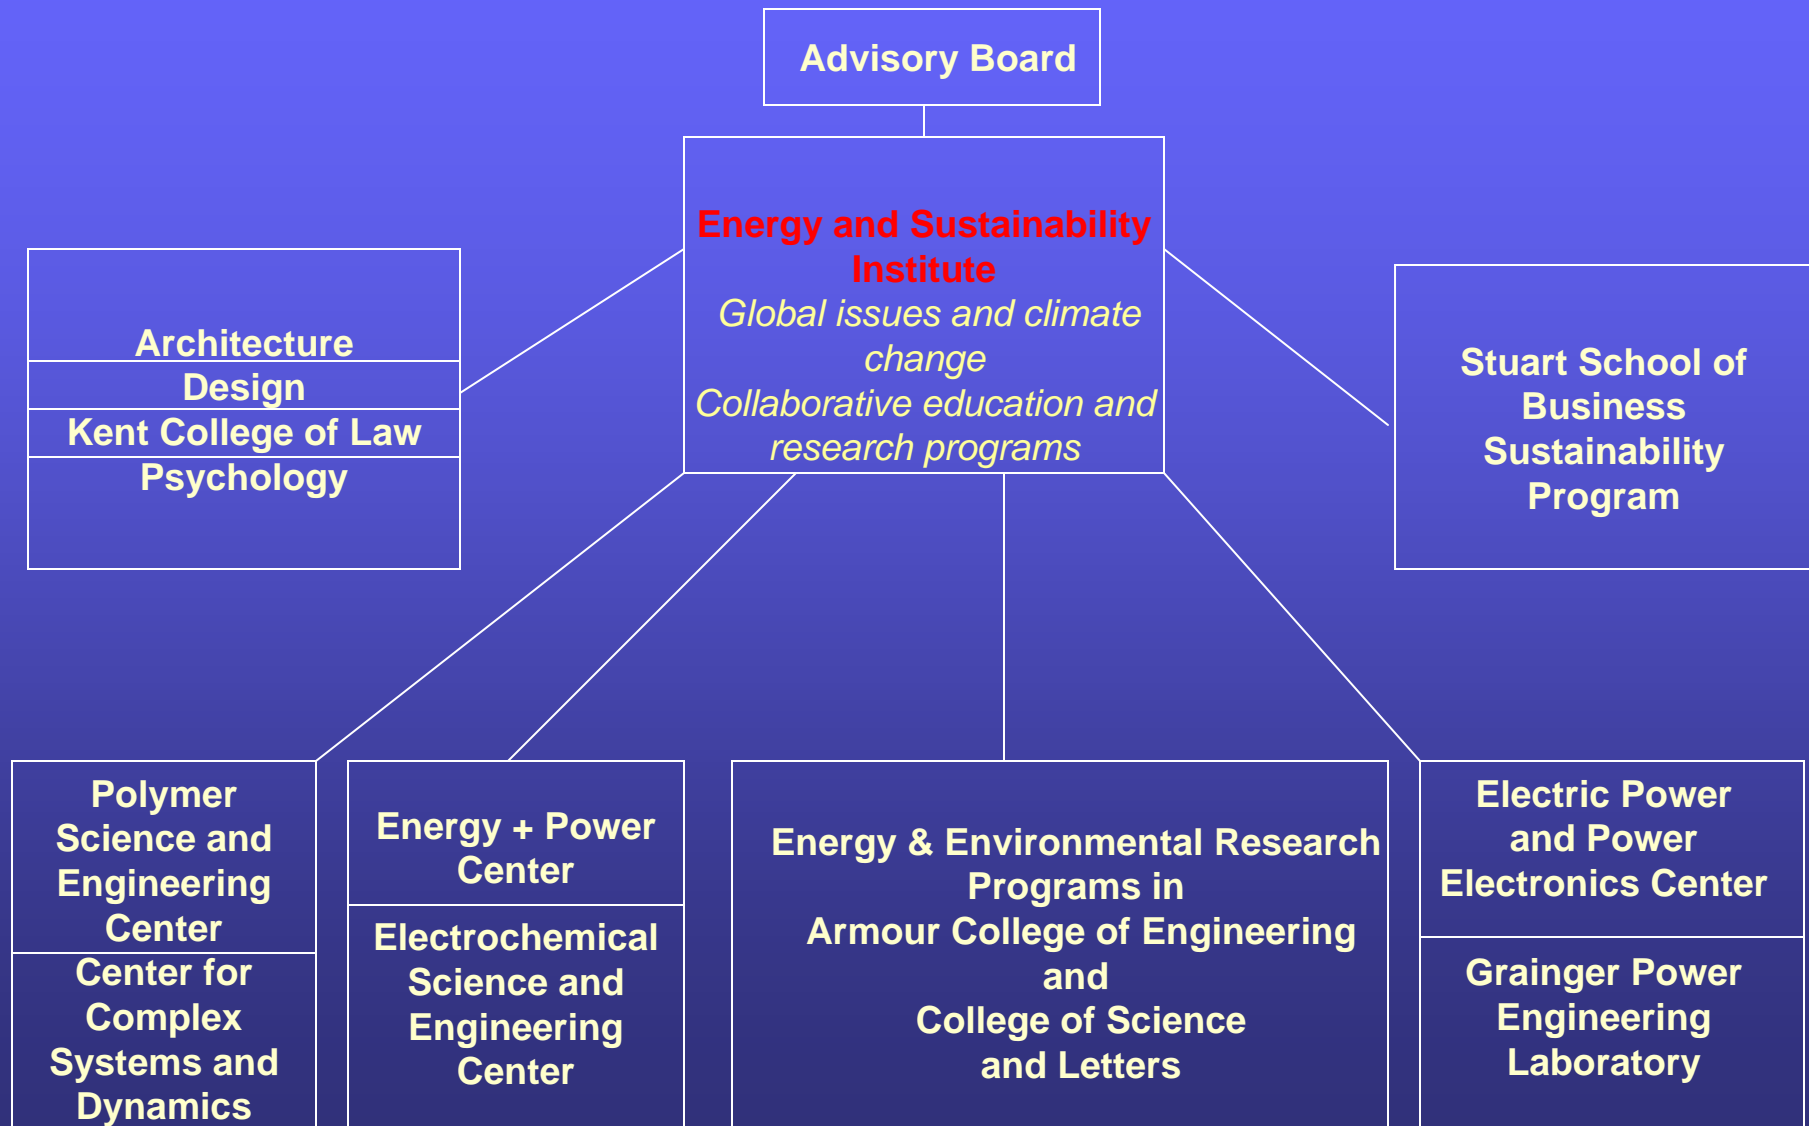 Advisory Board
Energy and Sustainability
Institute
Global issues and climate
change
Collaborative education and
research programs
Architecture
Design
Kent College of Law
Psychology
Stuart School of
Business
Sustainability
Program
Polymer
Science and
Engineering
Center
Center for
Complex
Systems and
Dynamics
Energy + Power
Center
Electrochemical
Science and
Engineering
Center
Energy & Environmental Research
Programs in
Armour College of Engineering
and
College of Science
and Letters
Electric Power
and Power
Electronics Center
Grainger Power
Engineering
Laboratory